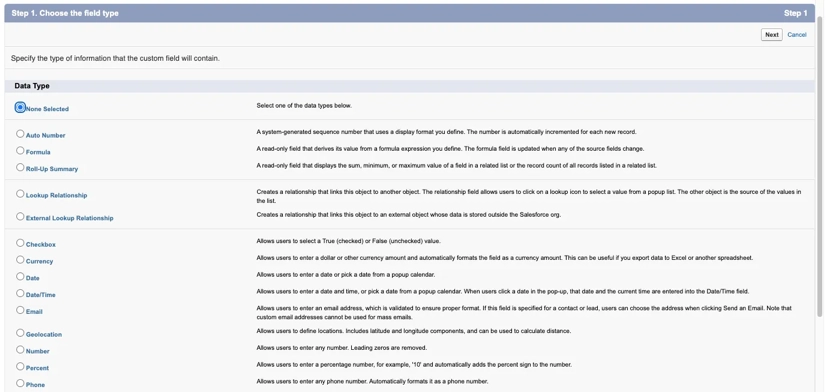 Step 1. Choose the field type
Step 1
Next
Cancel
Specify the type of information that the custom field will contain.
Data Type
None Selected
Select one of the data types below.
Auto Number
A system-generated sequence number that uses a display format you define. The number is automatically incremented for each new record.
Formula
A read-only field that derives its value from a formula expression you define. The formula field is updated when any of the source fields change.
Roll-Up Summary
A read-only field that displays the sum, minimum, or maximum value of a field in a related list or the record count of all records listed in a related list.
Lookup Relationship
Creates a relationship that links this object to another object. The relationship field allows users to click on a lookup icon to select a value from a popup list. The other object is the source of the values in
the list.
External Lookup Relationship
Creates a relationship that links this object to an external object whose data is stored outside the Salesforce org.
Checkbox
Allows users to select a True (checked) or False (unchecked) value.
Currency
Allows users to enter a dollar or other currency amount and automatically formats the field as a currency amount. This can be useful if you export data to Excel or another spreadsheet.
Date
Allows users to enter a date or pick a date from a popup calendar.
Date/Time
Allows users to enter a date and time, or pick a date from a popup calendar. When users click a date in the pop-up, that date and the current time are entered into the Date/Time field.
Email
Allows users to enter an email address, which is validated to ensure proper format. If this field is specified for a contact or lead, users can choose the address when clicking Send an Email. Note that
custom email addresses cannot be used for mass emails.
Geolocation
Allows users to define locations. Includes latitude and longitude components, and can be used to calculate distance.
Number
Allows users to enter any number. Leading zeros are removed.
Percent
Allows users to enter a percentage number, for example, '10' and automatically adds the percent sign to the number.
Phone
Allows users to enter any phone number. Automatically formats it as a phone number.